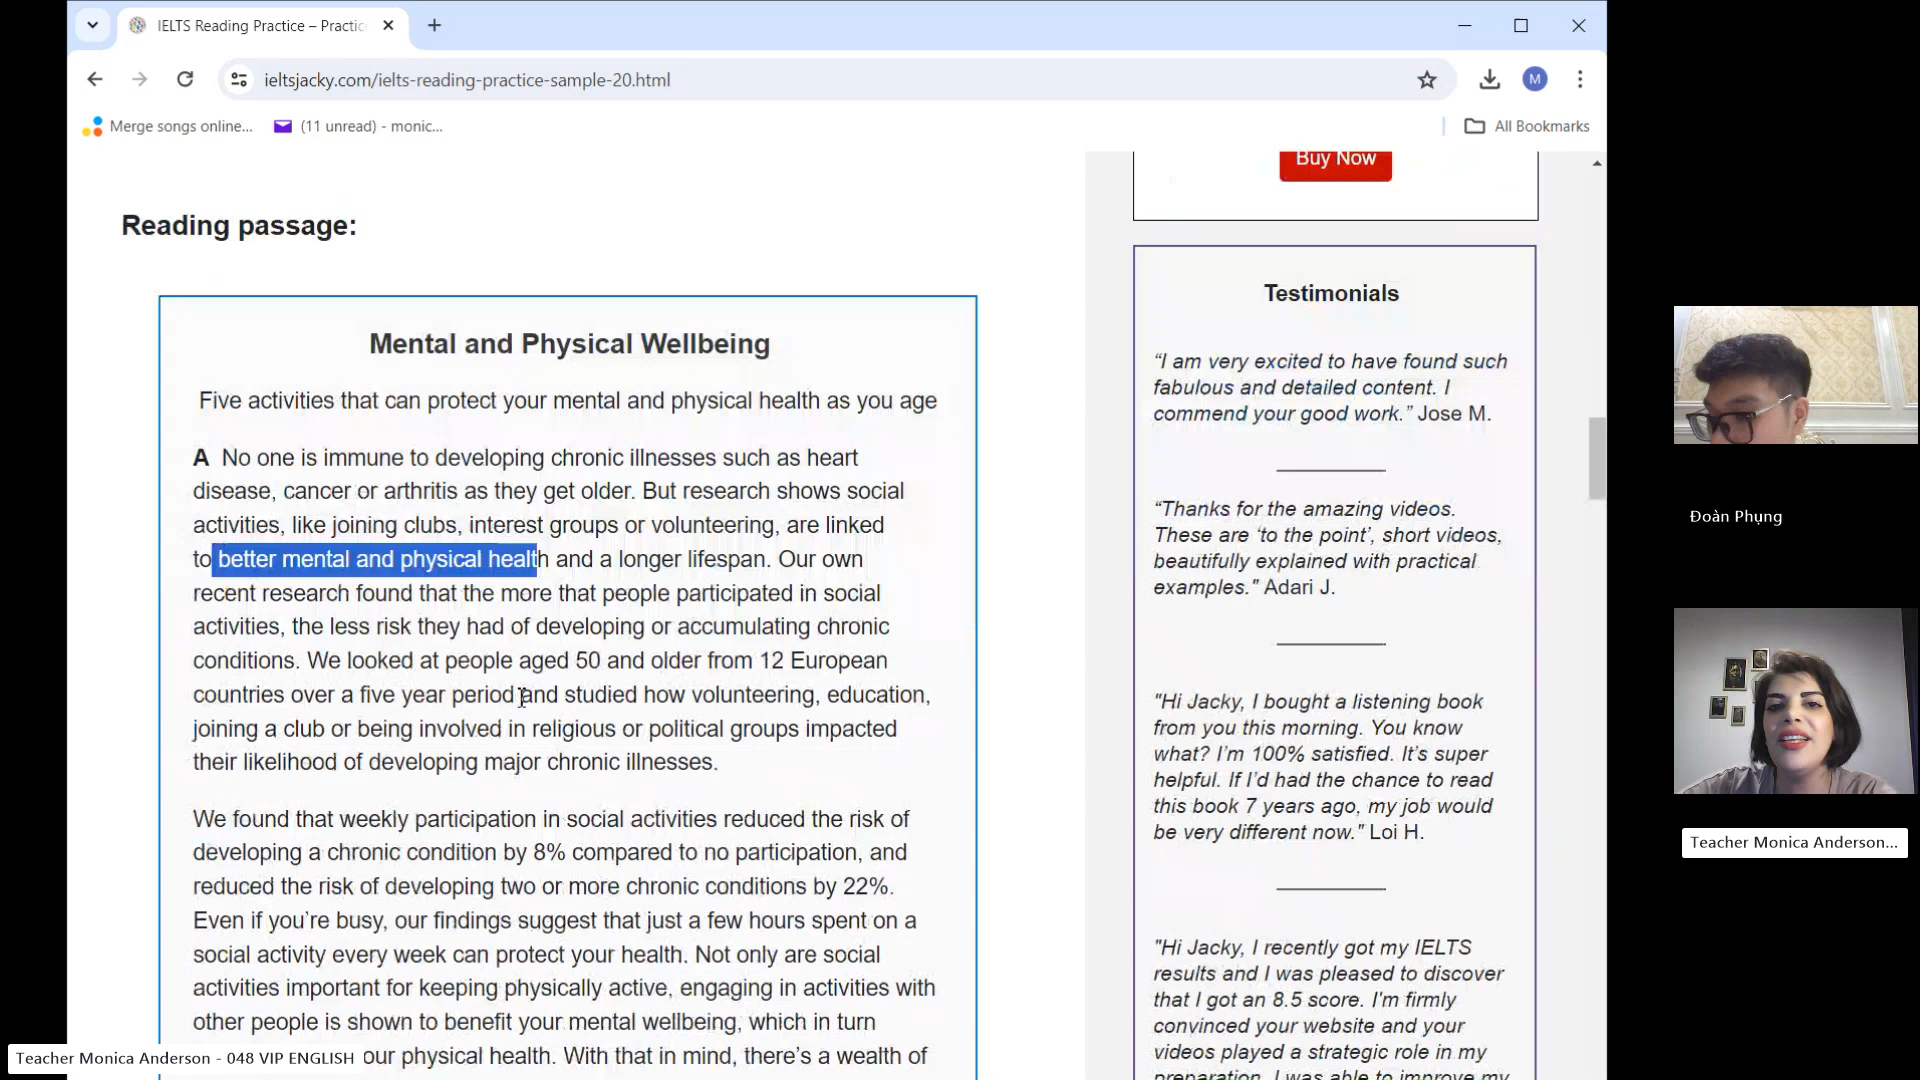 IELTS Reading Practice – Practic
ieltsjacky.com/ielts-reading-practice-sample-20.html
M
Merge songs online...
(11 unread) - monic...
All Bookmarks
Reading passage:
Mental and Physical Wellbeing
Five activities that can protect your mental and physical health as you age
A No one is immune to developing chronic illnesses such as heart
disease, cancer or arthritis as they get older. But research shows social
activities, like joining clubs, interest groups or volunteering, are linked
to better mental and physical health and a longer lifespan. Our own
recent research found that the more that people participated in social
activities, the less risk they had of developing or accumulating chronic
conditions. We looked at people aged 50 and older from 12 European
countries over a five year period and studied how volunteering, education,
joining a club or being involved in religious or political groups impacted
their likelihood of developing major chronic illnesses.
We found that weekly participation in social activities reduced the risk of
developing a chronic condition by 8% compared to no participation, and
reduced the risk of developing two or more chronic conditions by 22%.
Even if you’re busy, our findings suggest that just a few hours spent on a
social activity every week can protect your health. Not only are social
activities important for keeping physically active, engaging in activities with
other people is shown to benefit your mental wellbeing, which in turn
our physical health. With that in mind, there’s a wealth of
Buy Now
Testimonials
“I am very excited to have found such
fabulous and detailed content. I
commend your good work.” Jose M.
“Thanks for the amazing videos.
These are ‘to the point’, short videos,
beautifully explained with practical
examples." Adari J.
"Hi Jacky, I bought a listening book
from you this morning. You know
what? I’m 100% satisfied. It’s super
helpful. If I’d had the chance to read
this book 7 years ago, my job would
be very different now." Loi H.
"Hi Jacky, I recently got my IELTS
results and I was pleased to discover
that I got an 8.5 score. I'm firmly
convinced your website and your
videos played a strategic role in my
preparation. I was able to improve my
Đoàn Phụng
Teacher Monica Anderson...
Teacher Monica Anderson - 048 VIP ENGLISH